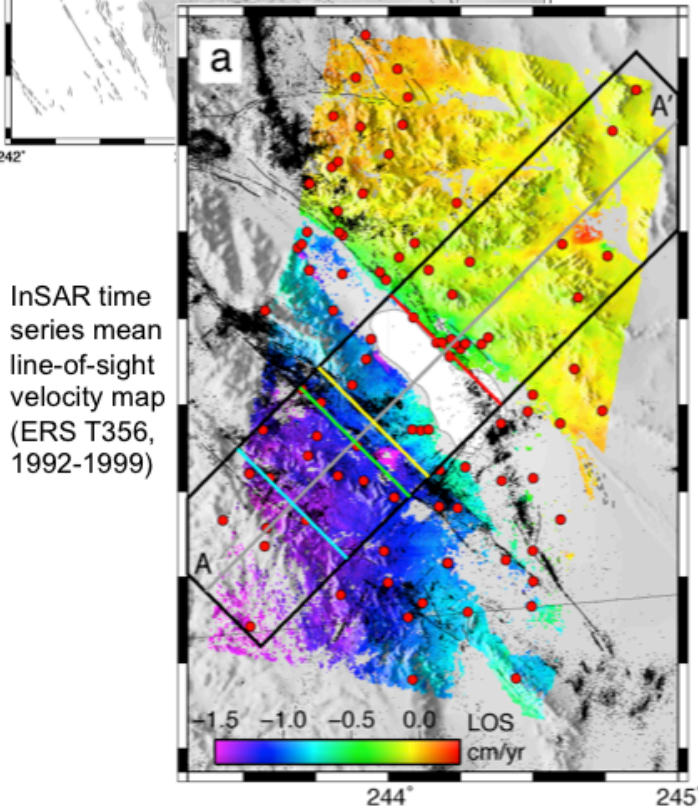 a
A'
242°
InSAR time
series mean
line-of-sight
velocity map
(ERS T356,
1992-1999)
A
−1.5 −1.0 −0.5 0.0 LOS
cm/yr
244° 245